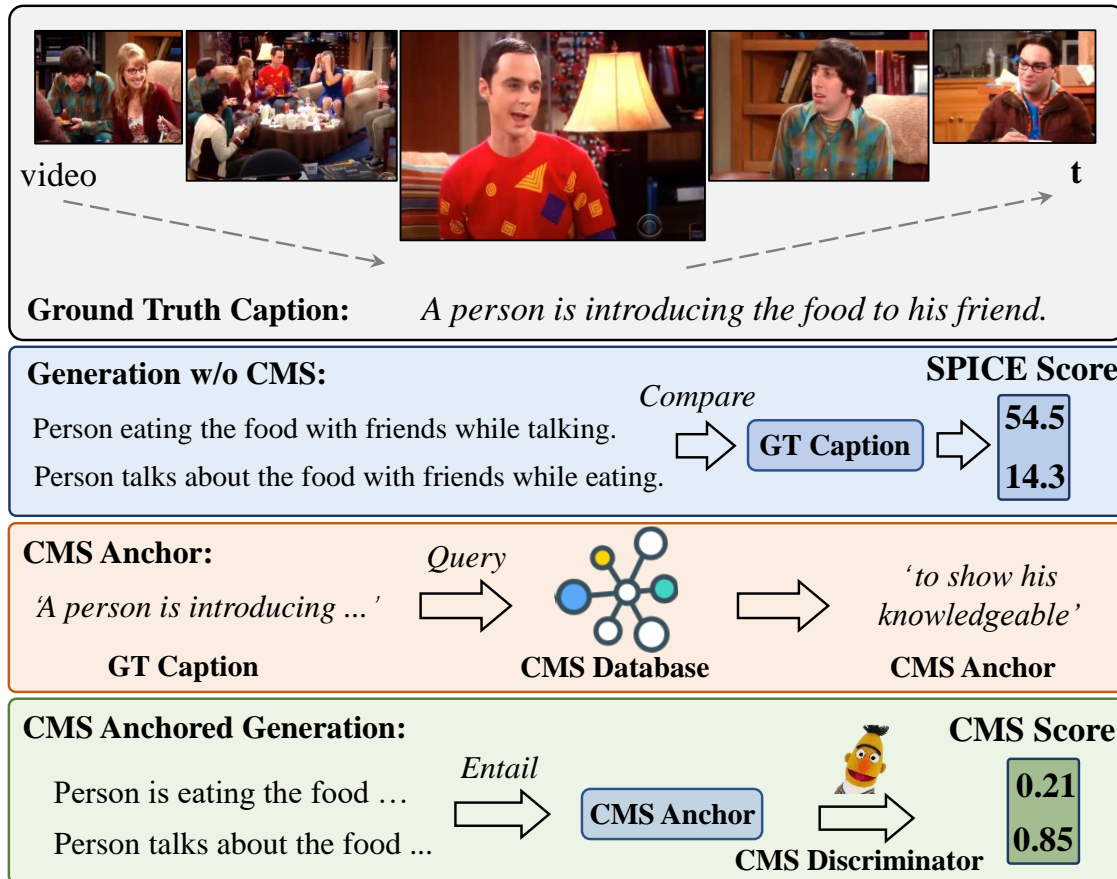 video
t
Ground Truth Caption: A person is introducing the food to his friend.
Generation w/o CMS:
SPICE Score
Compare
Person eating the food with friends while talking.
GT Caption
54.5
Person talks about the food with friends while eating.
14.3
CMS Anchor:
Query
‘A person is introducing ... ’
‘to show his
knowledgeable’
GT Caption
CMS Database
CMS Anchor
CMS Anchored Generation:
CMS Score
Entail
Person is eating the food …
CMS Anchor
0.21
Person talks about the food ...
0.85
CMS Discriminator